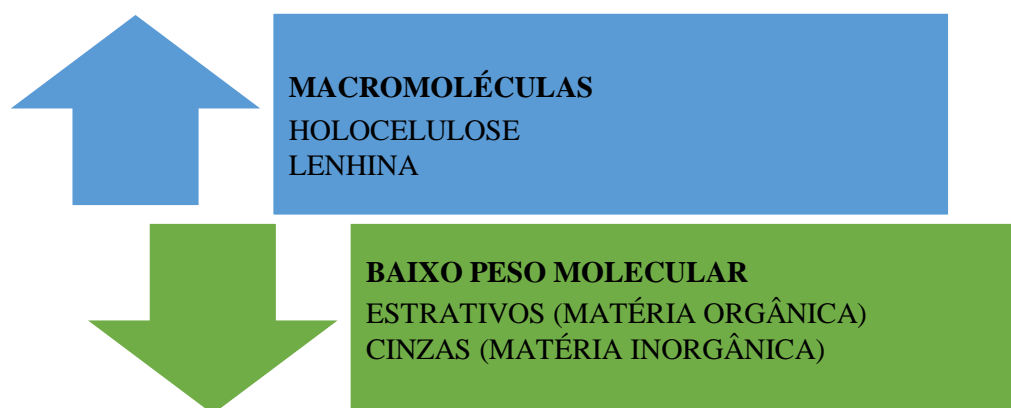 MACROMOLÉCULAS
HOLOCELULOSE
LENHINA
BAIXO PESO MOLECULAR
ESTRATIVOS (MATÉRIA ORGÂNICA)
CINZAS (MATÉRIA INORGÂNICA)